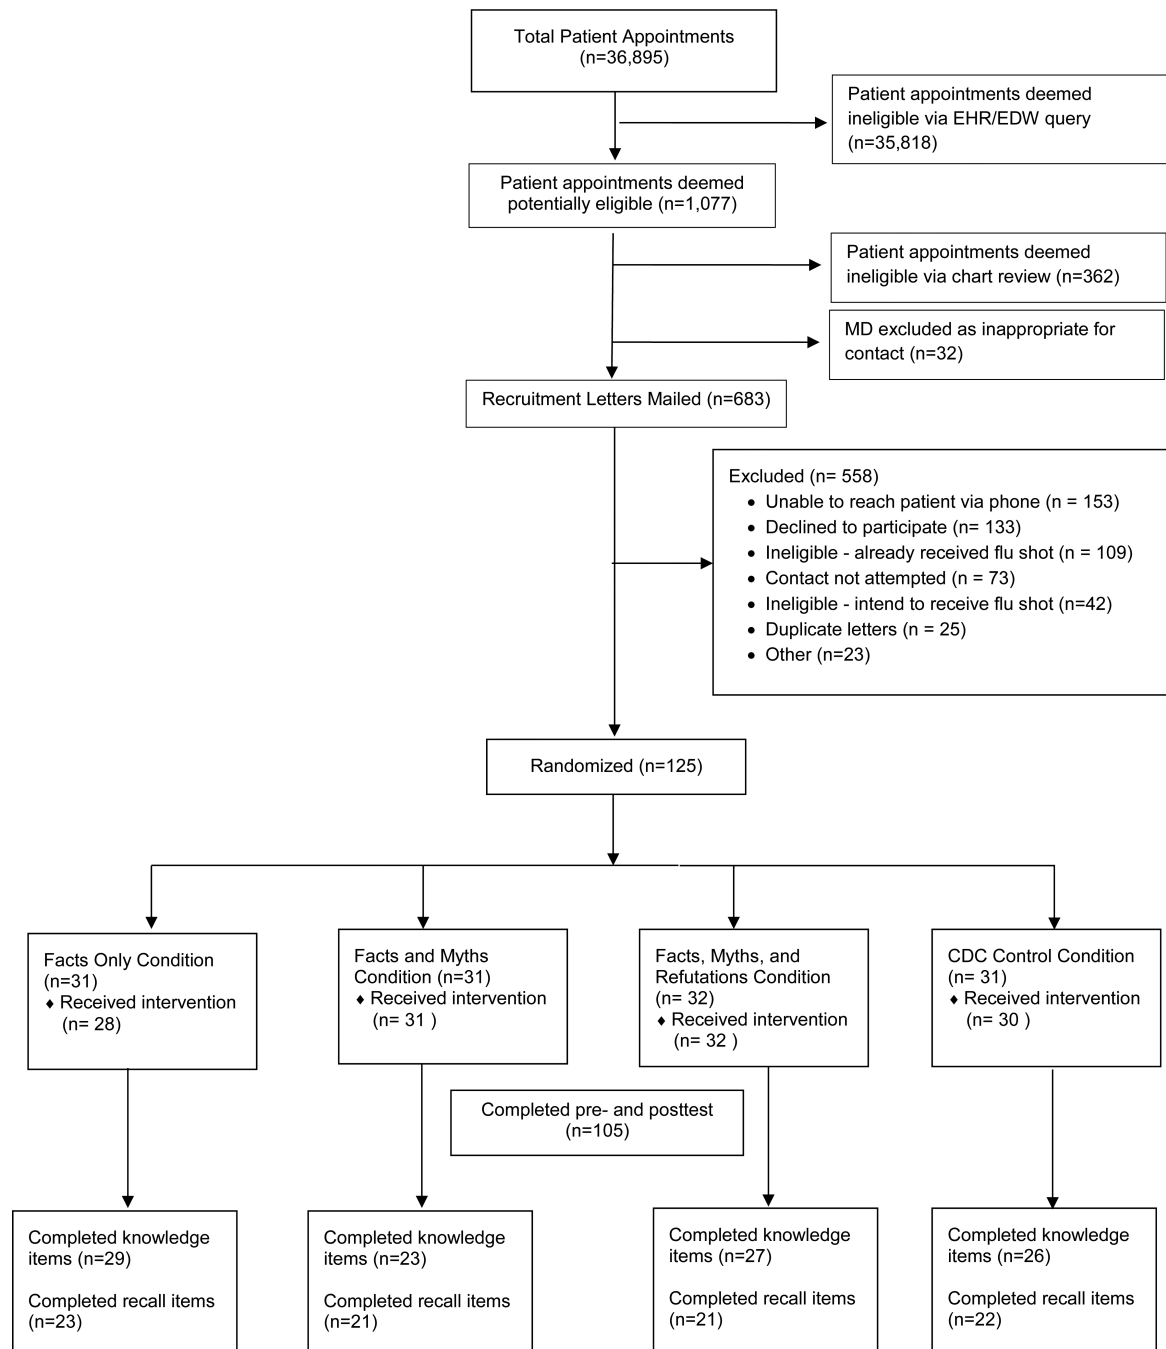 Total Patient Appointments
(n=36,895)
Patient appointments deemed
ineligible via EHR/EDW query
(n=35,818)
Patient appointments deemed
potentially eligible (n=1,077)
Patient appointments deemed
ineligible via chart review (n=362)
MD excluded as inappropriate for
contact (n=32)
Recruitment Letters Mailed (n=683)
Excluded (n= 558)
• Unable to reach patient via phone (n = 153)
• Declined to participate (n= 133)
• Ineligible - already received flu shot (n = 109)
• Contact not attempted (n = 73)
• Ineligible - intend to receive flu shot (n=42)
• Duplicate letters (n = 25)
• Other (n=23)
Randomized (n=125)
Facts Only Condition
(n=31)
♦ Received intervention
(n= 28)
Facts and Myths
Condition (n=31)
♦ Received intervention
(n= 31 )
Facts, Myths, and
Refutations Condition
(n= 32)
♦ Received intervention
(n= 32 )
CDC Control Condition
(n= 31)
♦ Received intervention
(n= 30 )
Completed pre- and posttest
(n=105)
Completed knowledge
items (n=29)
Completed recall items
(n=23)
Completed knowledge
items (n=23)
Completed recall items
(n=21)
Completed knowledge
items (n=27)
Completed recall items
(n=21)
Completed knowledge
items (n=26)
Completed recall items
(n=22)